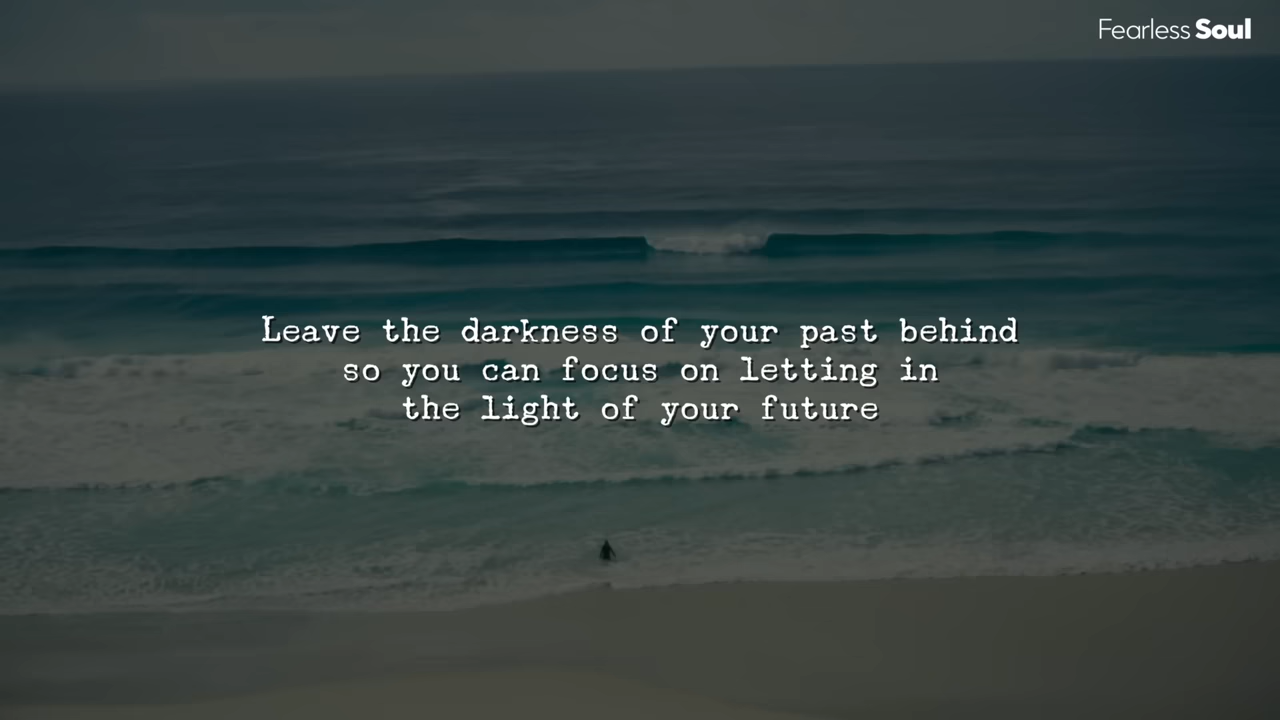 Fearless Soul
Leave the darkness of your past behind
so you can focus on letting in
the light of your future